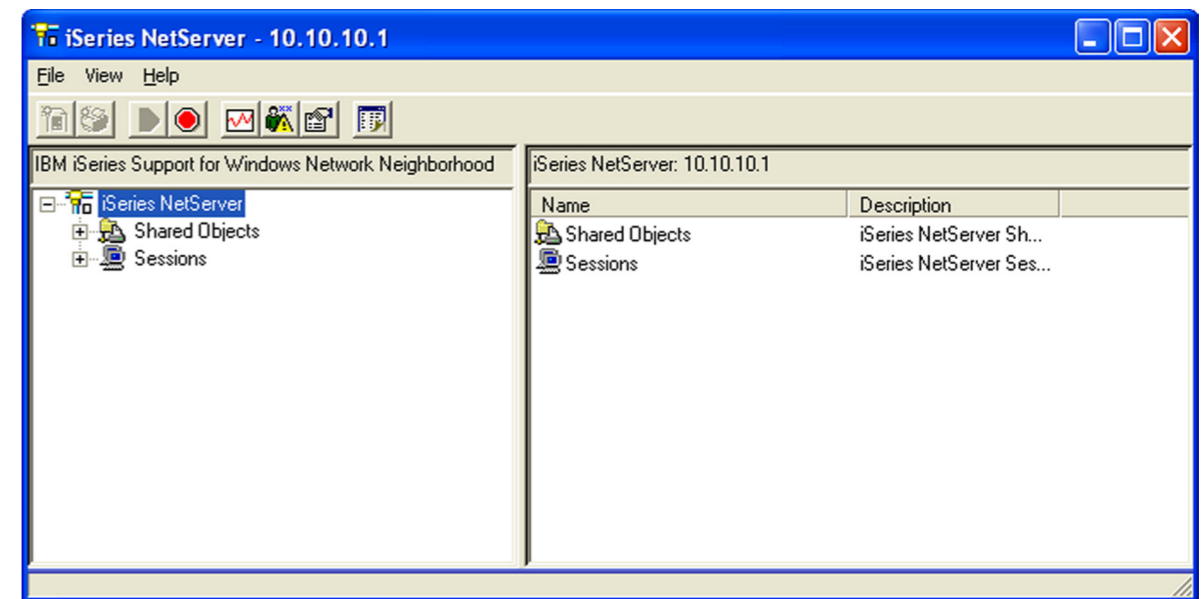 iSeries NetServer - 10.10.10.1
File View Help
IBM iSeries Support for Windows Network Neighborhood
iSeries NetServer: 10.10.10.1
iSeries NetServer
Shared Objects
Sessions
Name Description
Shared Objects iSeries NetServer Sh...
Sessions iSeries NetServer Ses...